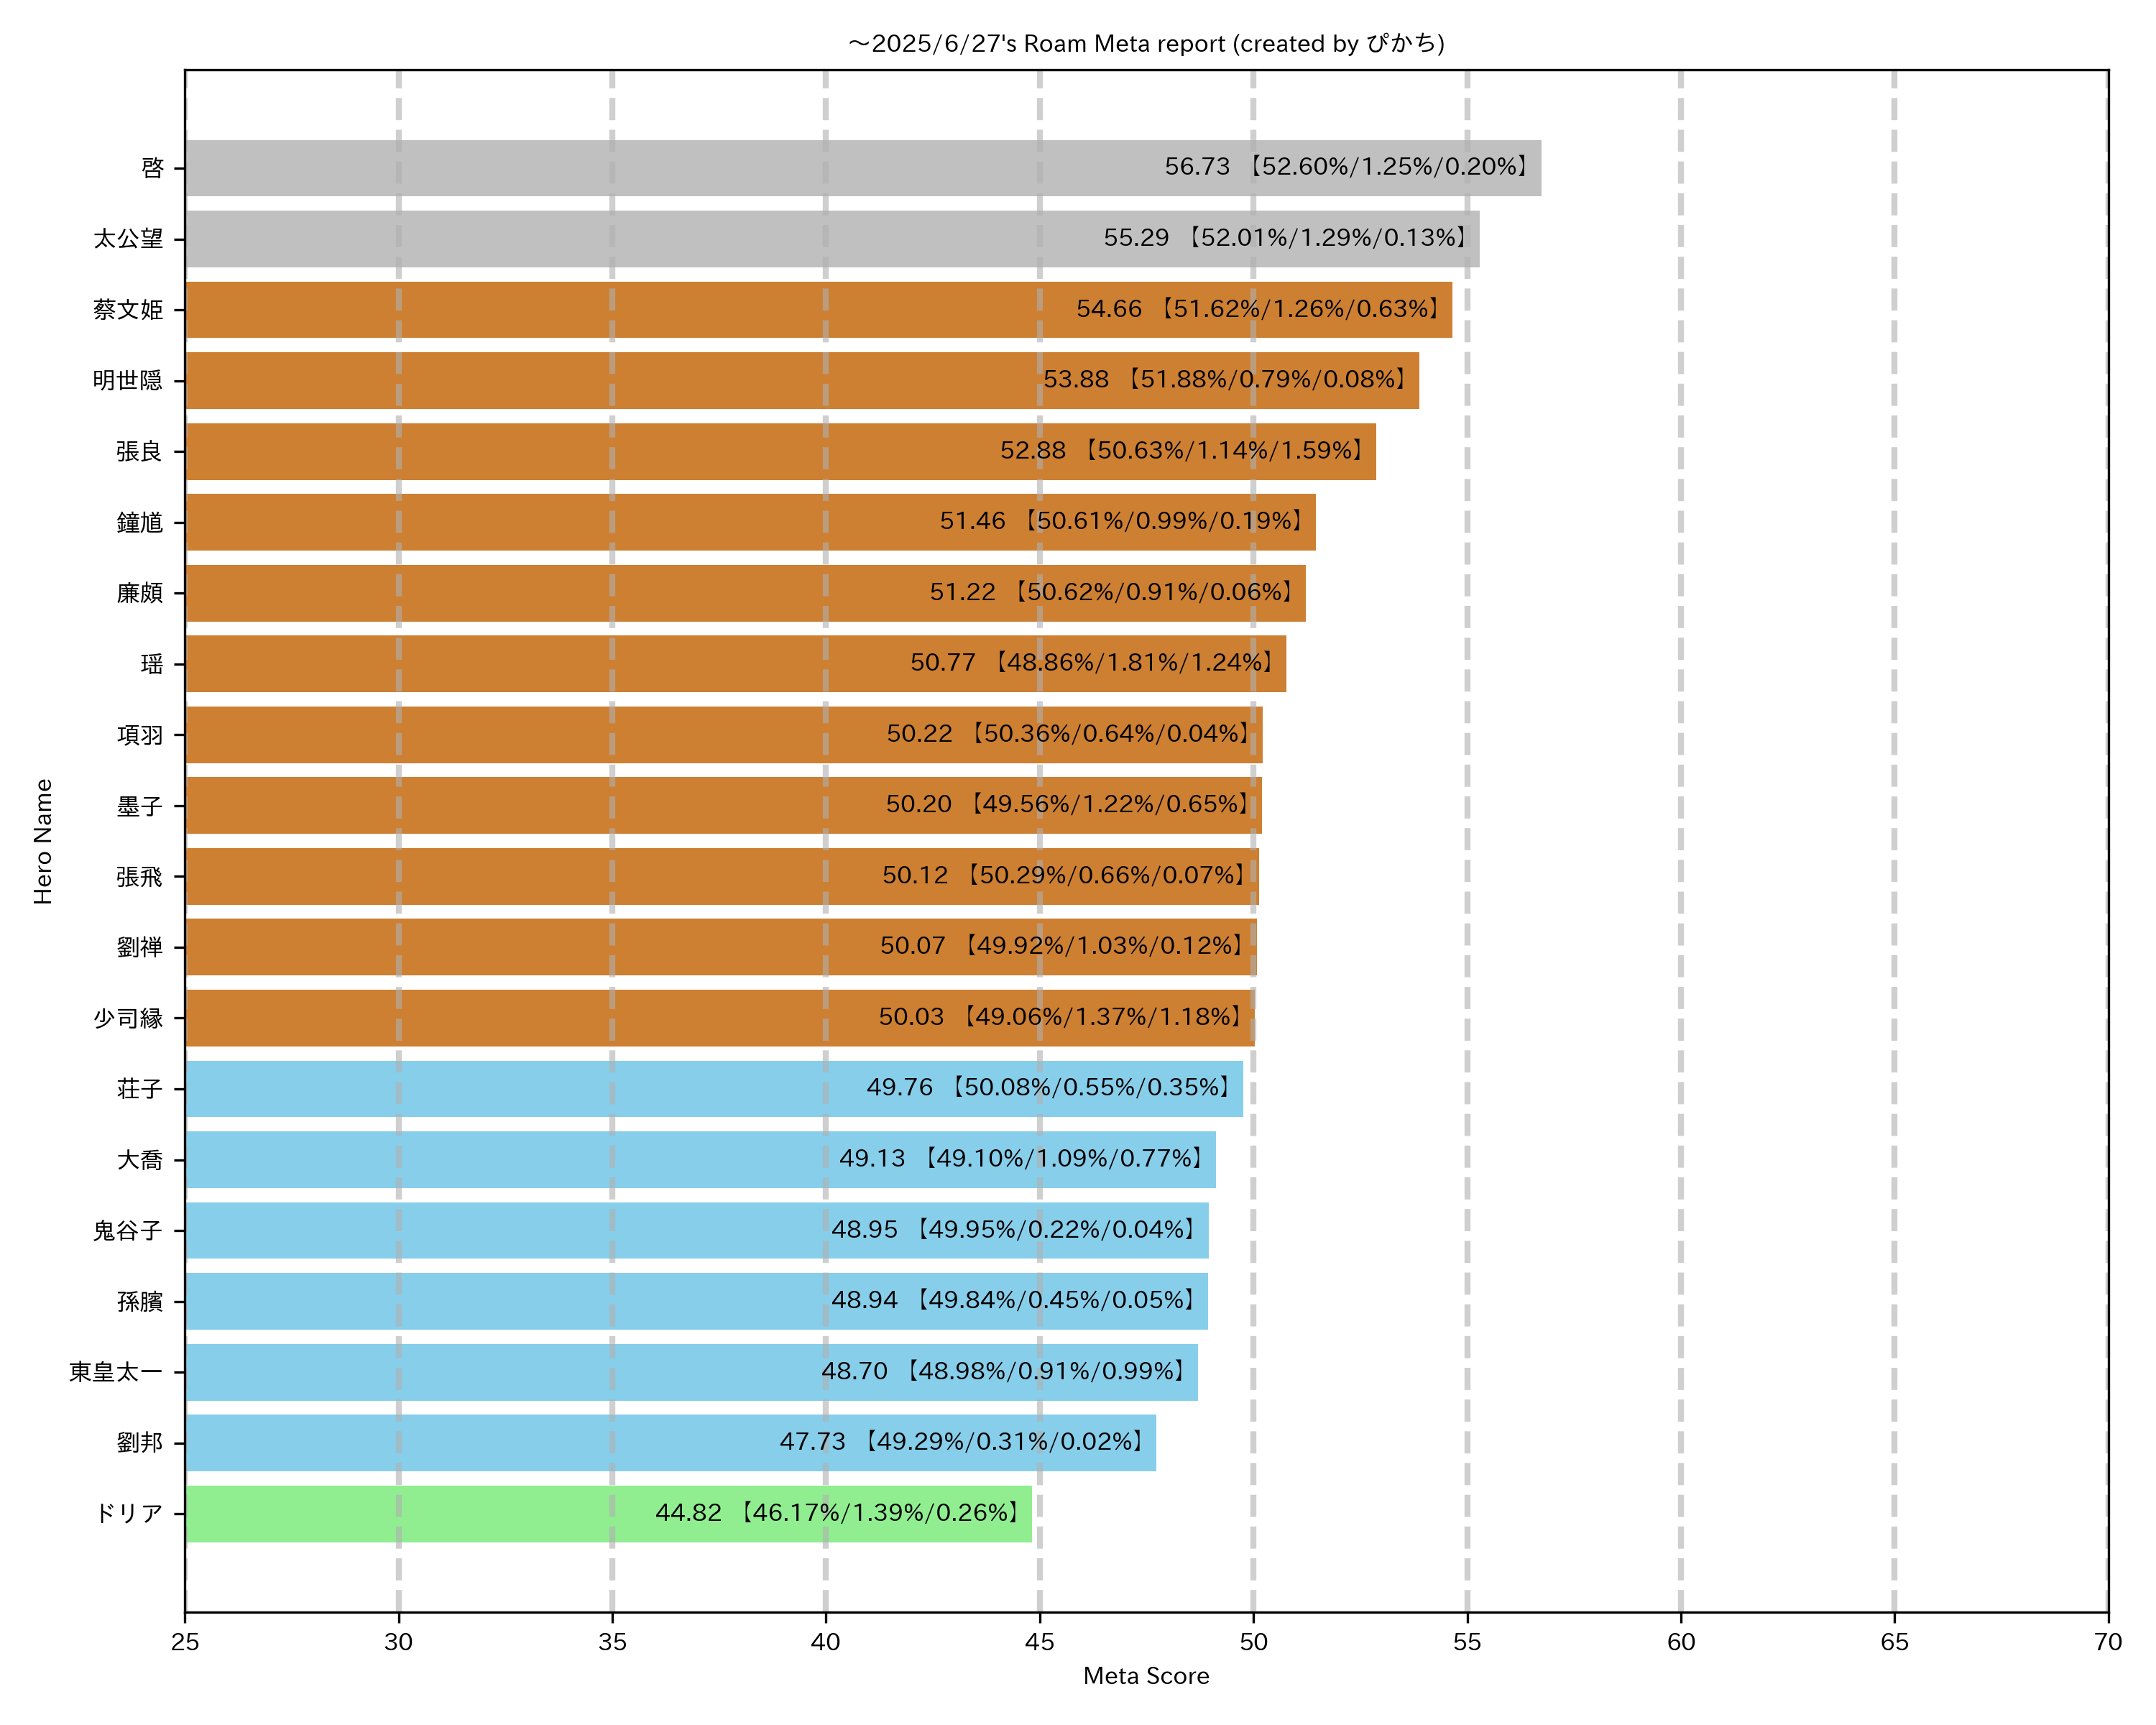 ～2025/6/27's Roam Meta report (created by ぴかち)
啓 56.73 【52.60%/1.25%/0.20%】
太公望 55.29 【52.01%/1.29%/0.13%】
蔡文姫 54.66 【51.62%/1.26%/0.63%】
明世隠 53.88 【51.88%/0.79%/0.08%】
張良 52.88 【50.63%/1.14%/1.59%】
鐘馗 51.46 【50.61%/0.99%/0.19%】
廉頗 51.22 【50.62%/0.91%/0.06%】
瑶 50.77 【48.86%/1.81%/1.24%】
項羽 50.22 【50.36%/0.64%/0.04%】
墨子 50.20 【49.56%/1.22%/0.65%】
張飛 50.12 【50.29%/0.66%/0.07%】
劉禅 50.07 【49.92%/1.03%/0.12%】
少司縁 50.03 【49.06%/1.37%/1.18%】
荘子 49.76 【50.08%/0.55%/0.35%】
大喬 49.13 【49.10%/1.09%/0.77%】
鬼谷子 48.95 【49.95%/0.22%/0.04%】
孫臏 48.94 【49.84%/0.45%/0.05%】
東皇太一 48.70 【48.98%/0.91%/0.99%】
劉邦 47.73 【49.29%/0.31%/0.02%】
ドリア 44.82 【46.17%/1.39%/0.26%】
Hero Name
25 30 35 40 45 50 55 60 65 70
Meta Score